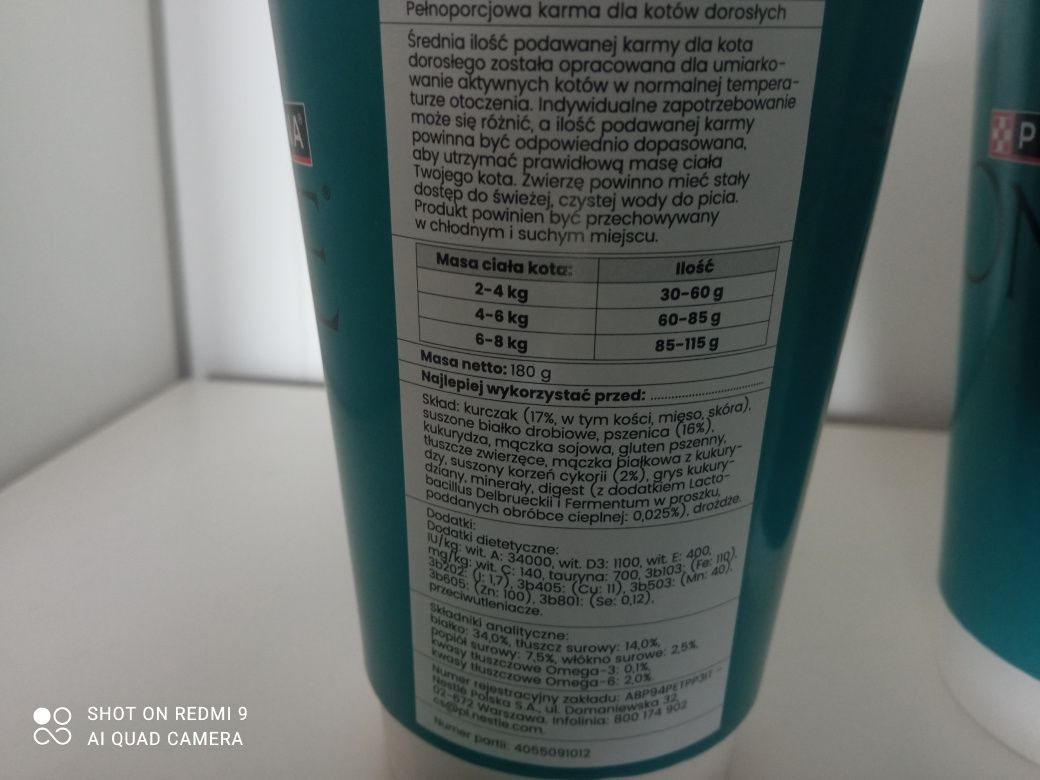 Pełnoporcjowa karma dla kotów dorosłych
Średnia ilość podawanej karmy dla kota
dorosłego została opracowana dla umiarko-
wanie aktywnych kotów w normalnej tempera-
turze otoczenia. Indywidualne zapotrzebowanie
może się różnić, a ilość podawanej karmy
powinna być odpowiednio dopasowana,
aby utrzymać prawidłową masę ciała
Twojego kota. Zwierzę powinno mieć stały
dostęp do świeżej, czystej wody do picia.
Produkt powinien być przechowywany
w chłodnym i suchym miejscu.
Masa ciała kota: Ilość
2-4 kg 30-60 g
4-6 kg 60-85 g
6-8 kg 85-115 g
Masa netto: 180 g
Najlepiej wykorzystać przed: ........................
Skład: kurczak (17%, w tym kości, mięso, skóra),
suszone białko drobiowe, pszenica (16%),
kukurydza, mączka sojowa, gluten pszenny,
tłuszcze zwierzęce, mączka białkowa z kukury-
dzy, suszony korzeń cykorii (2%), grys kukury-
dziany, minerały, digest (z dodatkiem Lacto-
bacillus Delbrueckii i Fermentum w proszku,
poddanych obróbce cieplnej: 0,025%), drożdże.
Dodatki:
Dodatki dietetyczne:
IU/kg: wit. A: 34000, wit. D3: 1100, wit. E: 400,
mg/kg: wit. C: 140, tauryna: 700, 3b103: (Fe: 110),
3b202: (I: 1,7), 3b405: (Cu: 11), 3b503: (Mn: 40),
3b605: (Zn: 100), 3b801: (Se: 0,12),
przeciwutleniacze.
Składniki analityczne:
białko: 34,0%, tłuszcz surowy: 14,0%,
popiół surowy: 7,5%, włókno surowe: 2,5%,
kwasy tłuszczowe Omega-3: 0,1%,
kwasy tłuszczowe Omega-6: 2,0%.
Numer rejestracyjny zakładu: ABP94PETPP3IT -
Nestlé Polska S.A., ul. Domaniewska 32,
02-672 Warszawa. Infolinia: 800 174 902
cs@pl.nestle.com.
Numer partii: 4055091012
A®
P
ON
SHOT ON REDMI 9
AI QUAD CAMERA